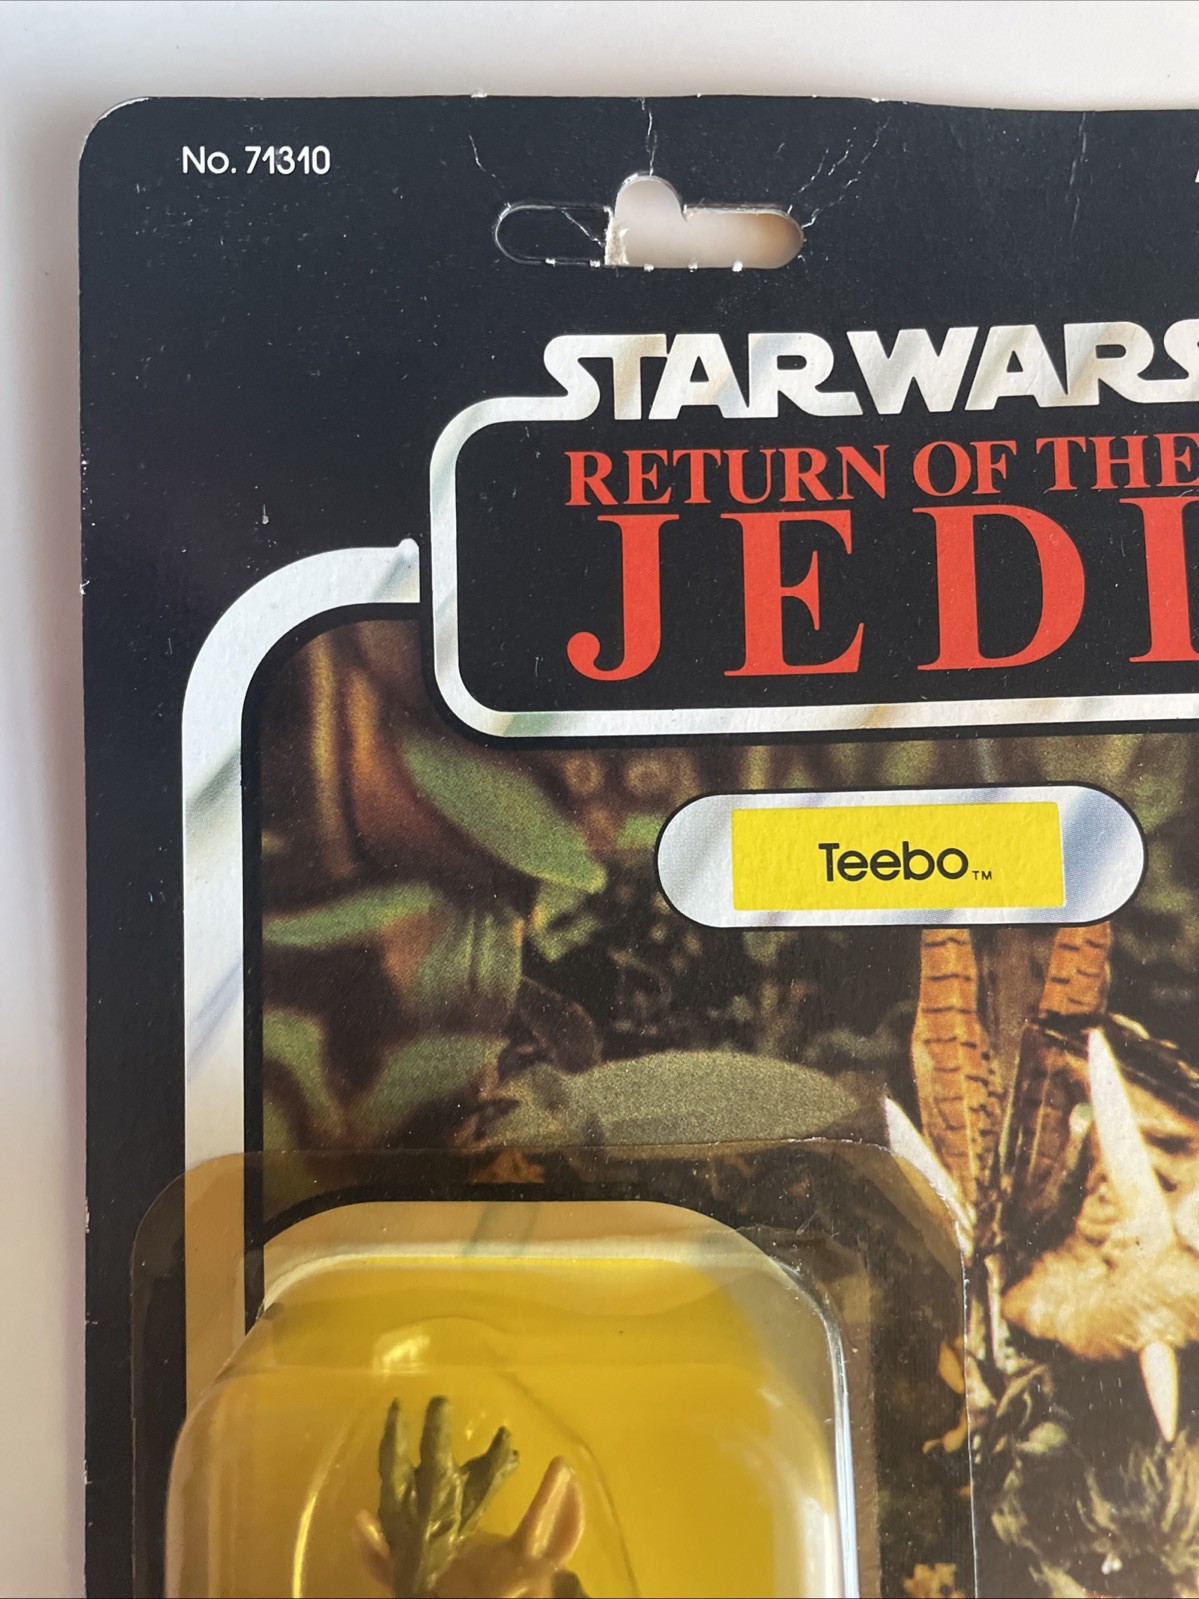 No. 71310
STAR WARS
RETURN OF THE
JEDI
Teebo™